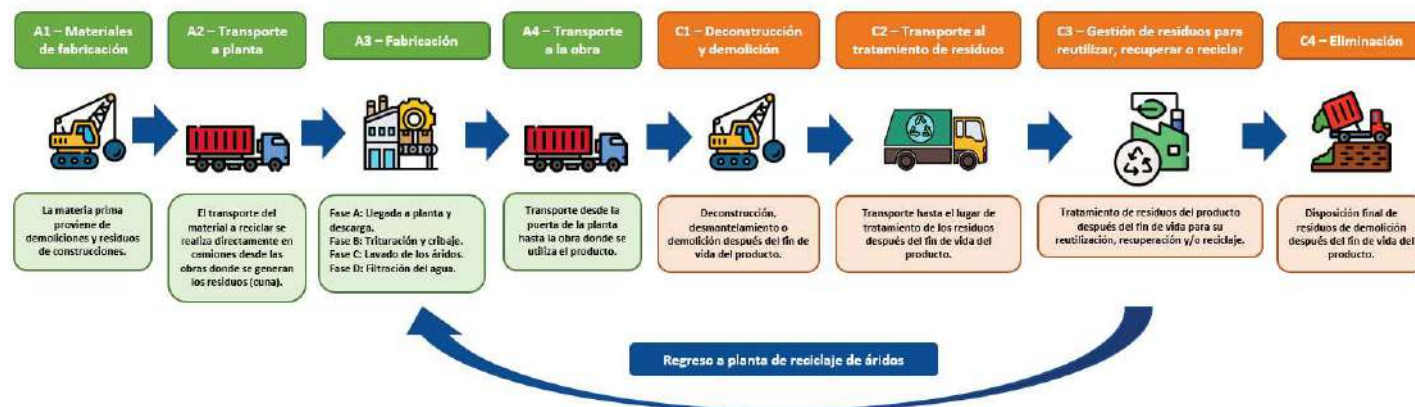 A1 – Materiales
de fabricación
A2 – Transporte
a planta
A3 – Fabricación
A4 – Transporte
a la obra
C1 – Deconstrucción
y demolición
C2 – Transporte al
tratamiento de residuos
C3 – Gestión de residuos para
reutilizar, recuperar o reciclar
C4 – Eliminación
La materia prima
proviene de
demoliciones y residuos
de construcciones.
El transporte del
material a reciclar se
realiza directamente en
camiones desde las
obras donde se generan
los residuos (cuna).
Fase A: Llegada a planta y
descarga.
Fase B: Trituración y cribaje.
Fase C: Lavado de los áridos.
Fase D: Filtración del agua.
Transporte desde la
puerta de la planta
hasta la obra donde se
utiliza el producto.
Deconstrucción,
desmantelamiento o
demolición después del fin de
vida del producto.
Transporte hasta el lugar de
tratamiento de los residuos
después del fin de vida del
producto.
Tratamiento de residuos del producto
después del fin de vida para su
reutilización, recuperación y/o reciclaje.
Disposición final de
residuos de demolición
después del fin de vida del
producto.
Regreso a planta de reciclaje de áridos